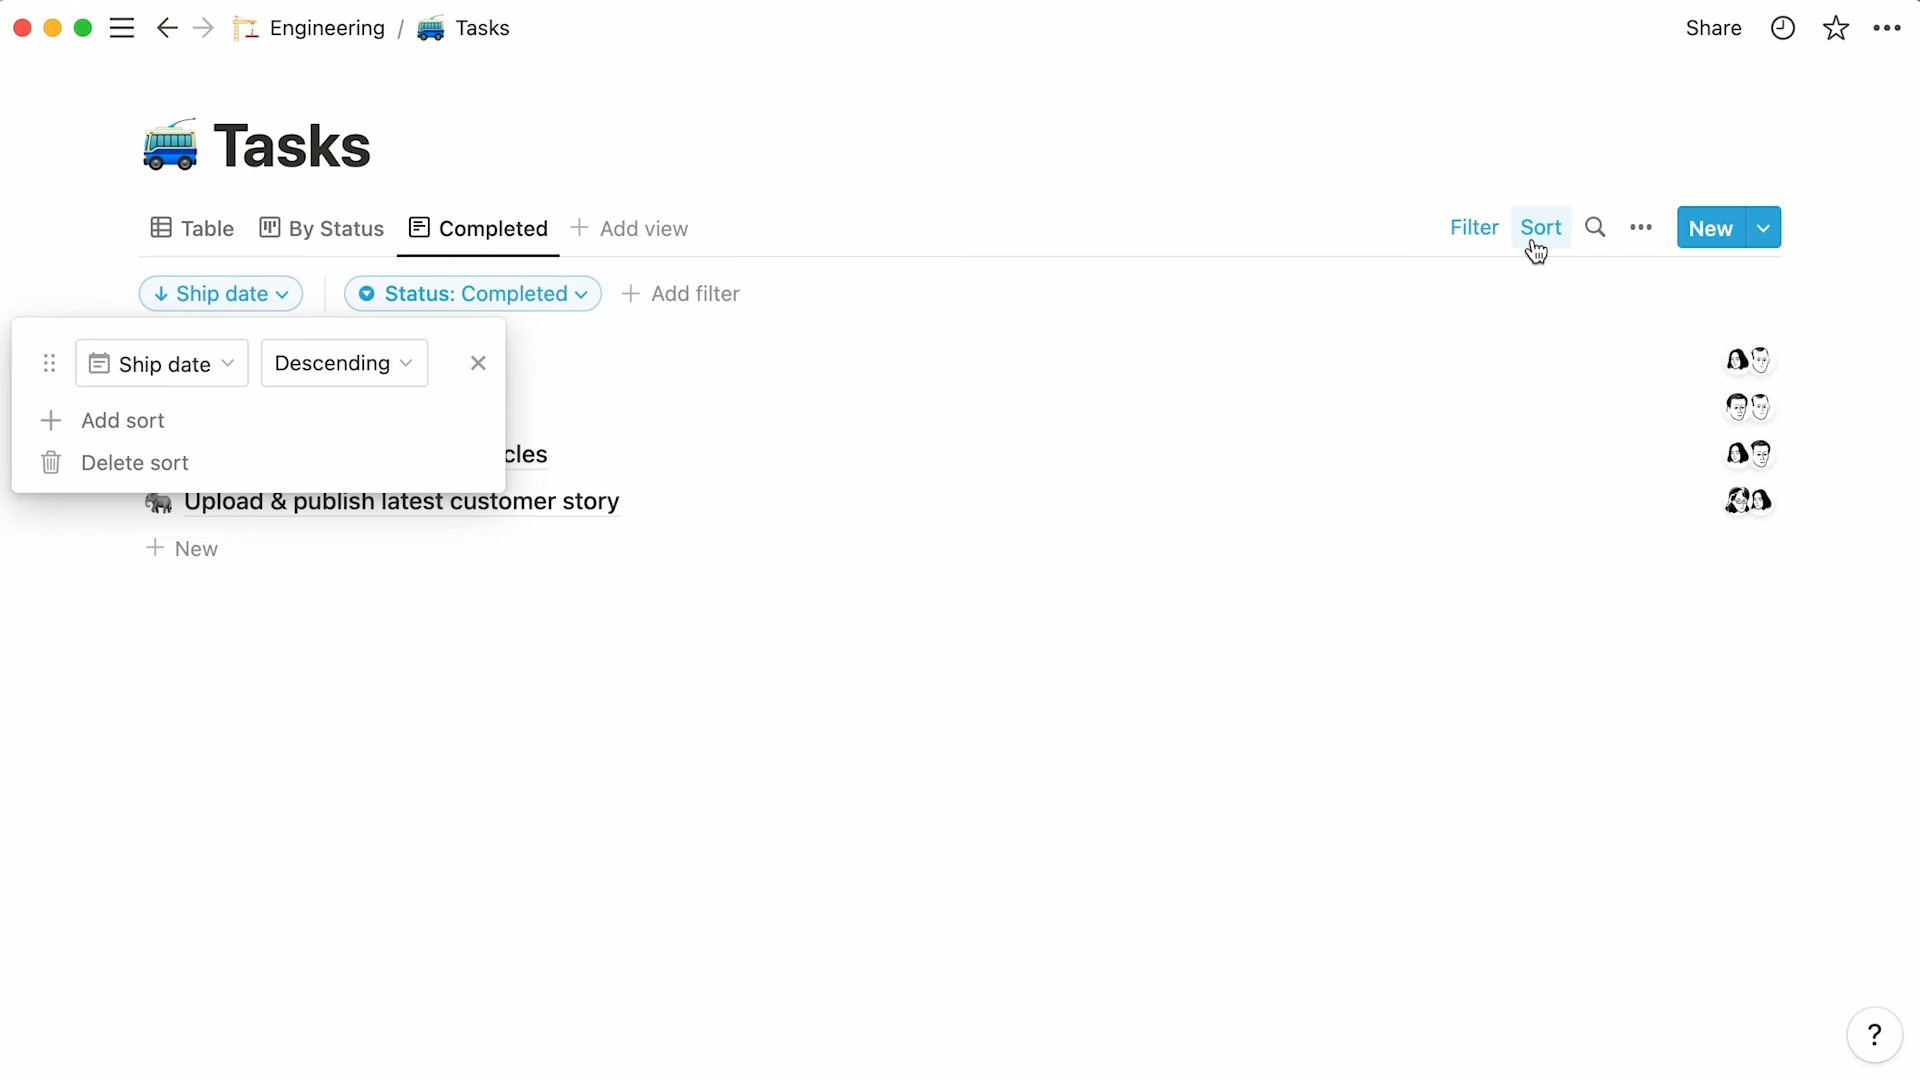 Engineering / Tasks
Share
Tasks
Table By Status Completed Add view
Filter Sort New
Ship date Status: Completed Add filter
Ship date Descending
Add sort
cles
Delete sort
Upload & publish latest customer story
New
?